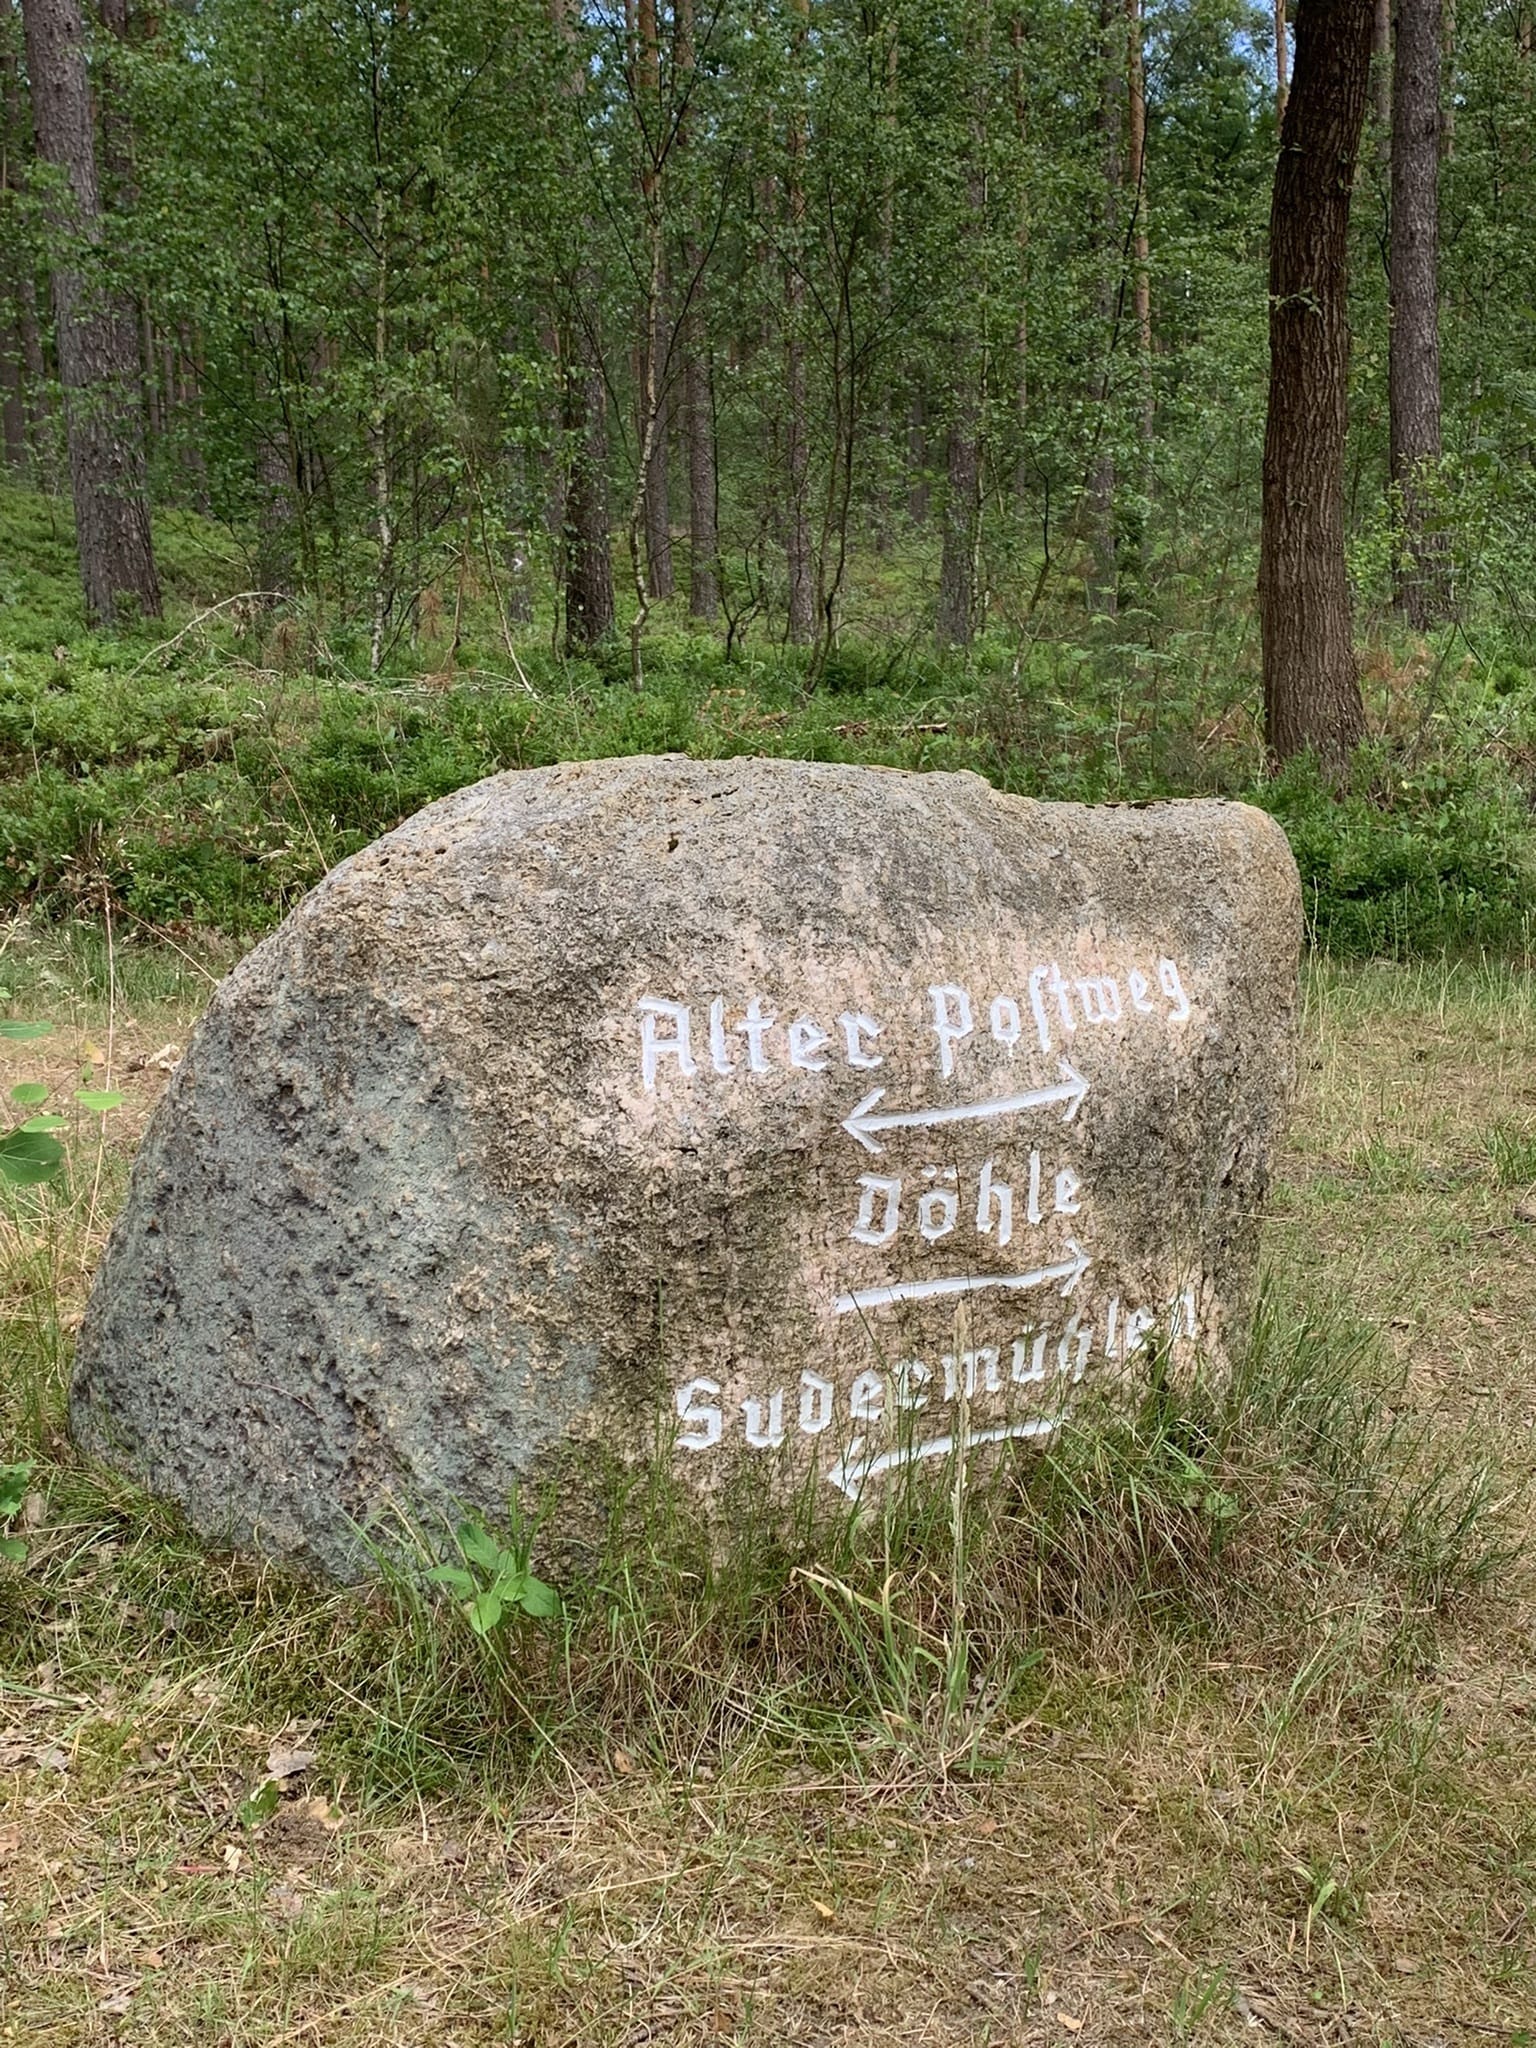 Alter Poſtweg
↔
Döhle
→
Sudermühlen
←